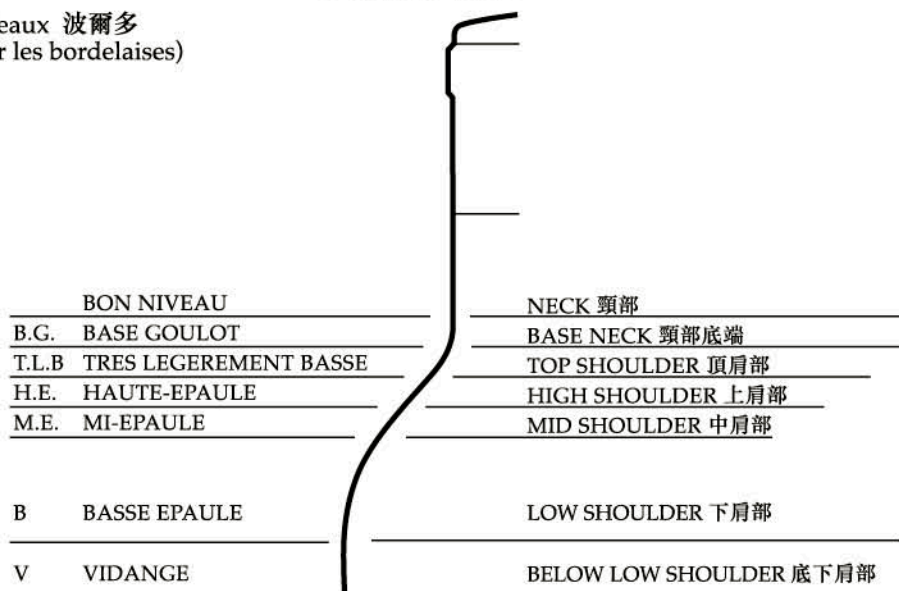 eaux 波爾多
r les bordelaises)
BON NIVEAU NECK 頸部
B.G. BASE GOULOT BASE NECK 頸部底端
T.L.B TRES LEGEREMENT BASSE TOP SHOULDER 頂肩部
H.E. HAUTE-EPAULE HIGH SHOULDER 上肩部
M.E. MI-EPAULE MID SHOULDER 中肩部
B BASSE EPAULE LOW SHOULDER 下肩部
V VIDANGE BELOW LOW SHOULDER 底下肩部